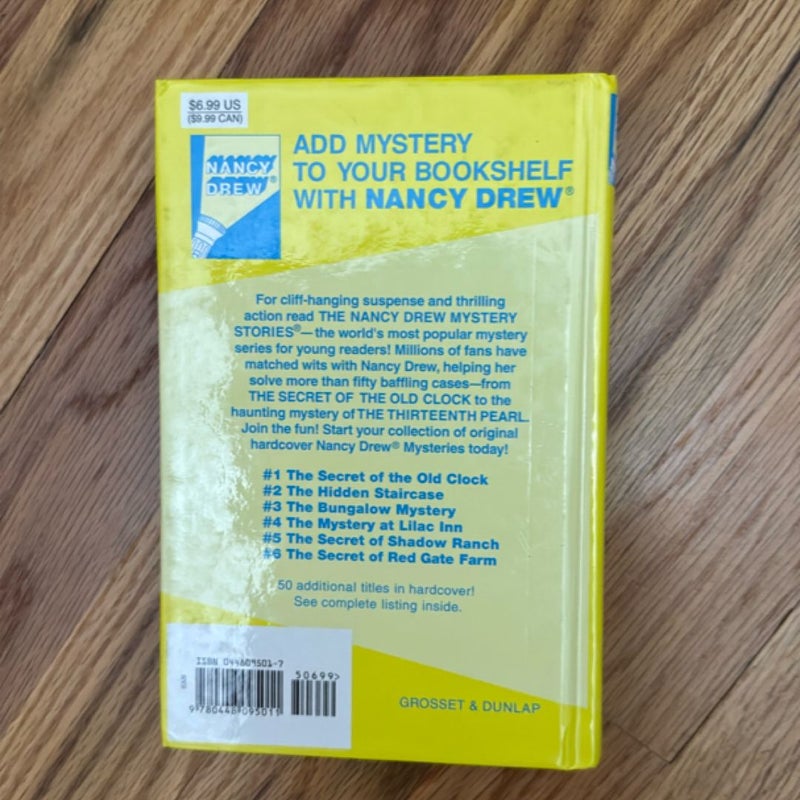 $6.99 US
($9.99 CAN)
NANCY
DREW®
ADD MYSTERY
TO YOUR BOOKSHELF
WITH NANCY DREW®
For cliff-hanging suspense and thrilling
action read THE NANCY DREW MYSTERY
STORIES®—the world's most popular mystery
series for young readers! Millions of fans have
matched wits with Nancy Drew, helping her
solve more than fifty baffling cases—from
THE SECRET OF THE OLD CLOCK to the
haunting mystery of THE THIRTEENTH PEARL.
Join the fun! Start your collection of original
hardcover Nancy Drew® Mysteries today!
#1 The Secret of the Old Clock
#2 The Hidden Staircase
#3 The Bungalow Mystery
#4 The Mystery at Lilac Inn
#5 The Secret of Shadow Ranch
#6 The Secret of Red Gate Farm
50 additional titles in hardcover!
See complete listing inside.
ISBN 044809501-7
50699>
EAN
9 780448 095011
GROSSET & DUNLAP